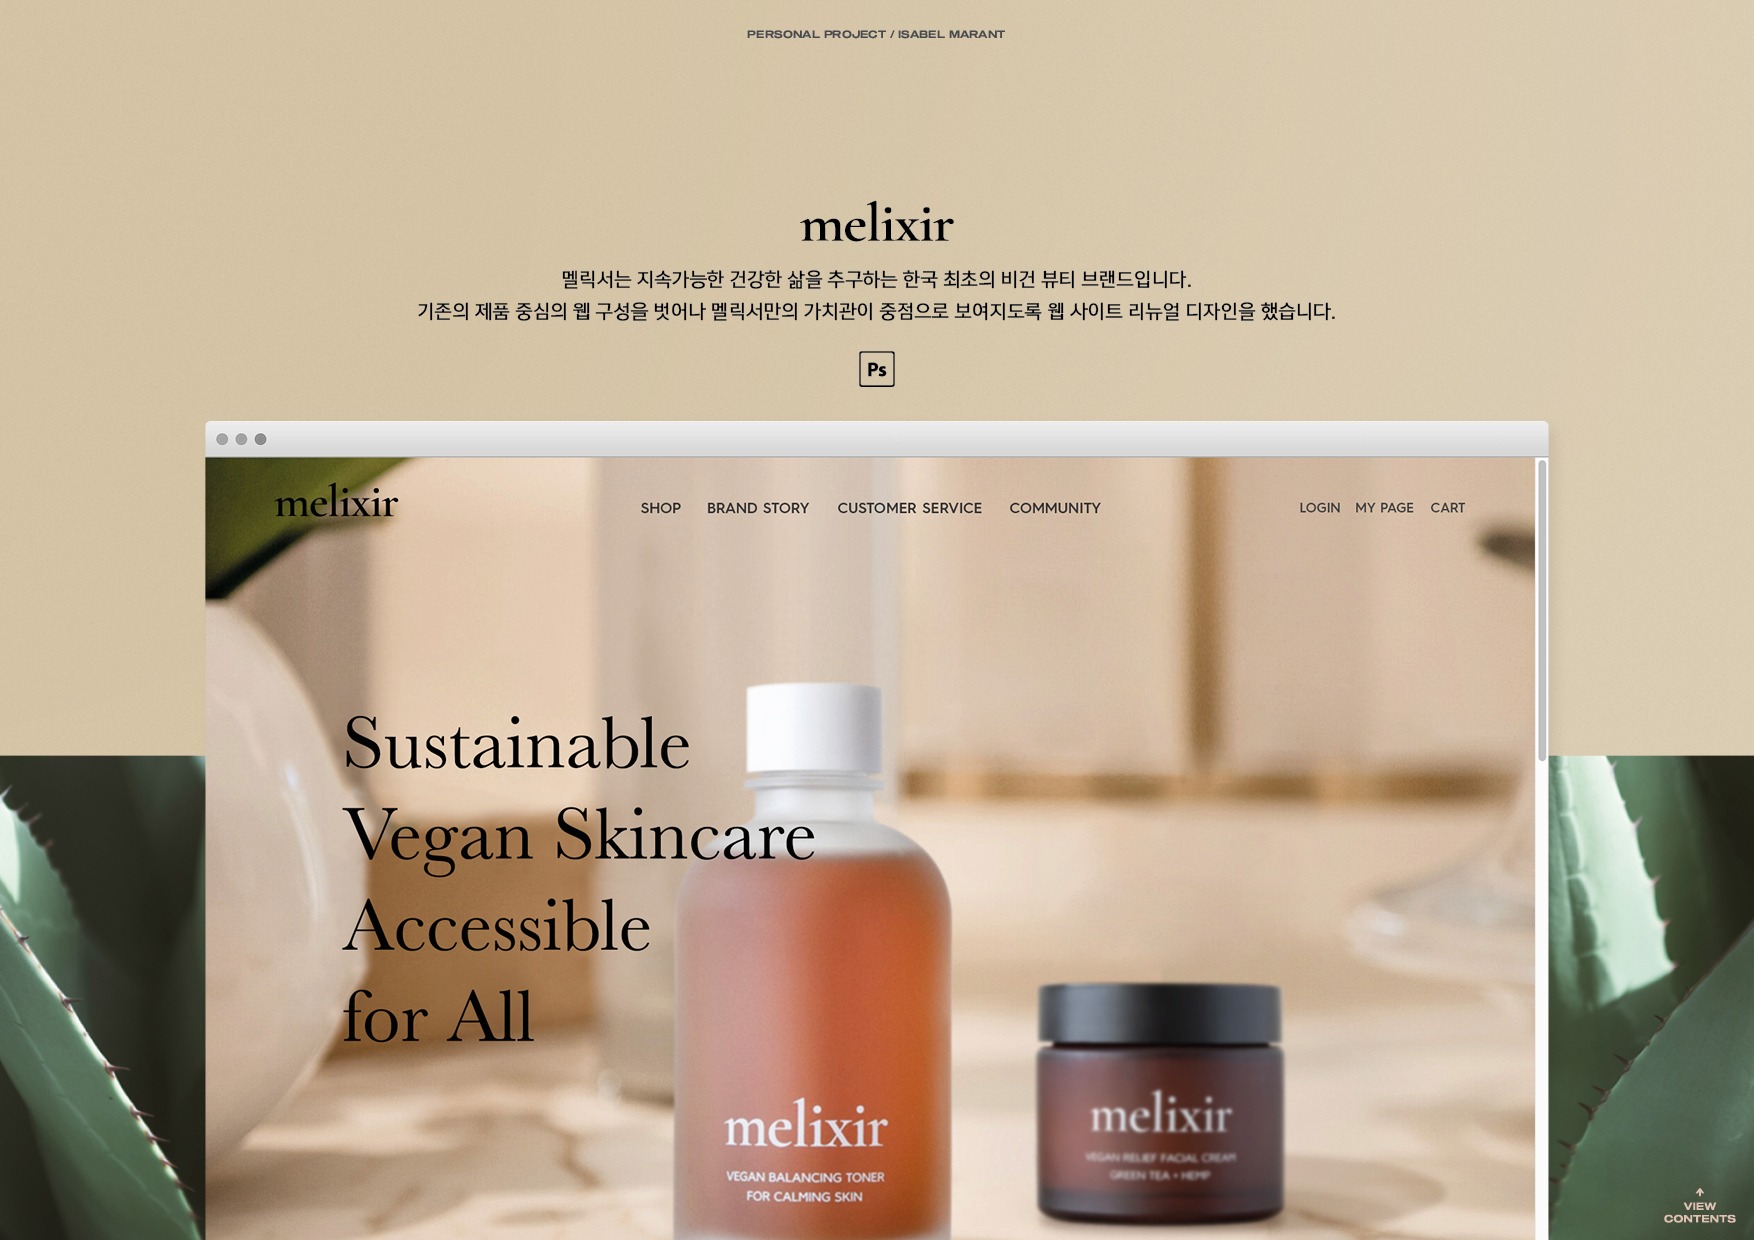 PERSONAL PROJECT / ISABEL MARANT
melixir
멜릭서는 지속가능한 건강한 삶을 추구하는 한국 최초의 비건 뷰티 브랜드입니다.
기존의 제품 중심의 웹 구성을 벗어나 멜릭서만의 가치관이 중점으로 보여지도록 웹 사이트 리뉴얼 디자인을 했습니다.
Ps
melixir SHOP BRAND STORY CUSTOMER SERVICE COMMUNITY LOGIN MY PAGE CART
Sustainable
Vegan Skincare
Accessible
for All
melixir
VEGAN BALANCING TONER
FOR CALMING SKIN
melixir
VEGAN RELIEF FACIAL CREAM
GREEN TEA + HEMP
VIEW
CONTENTS